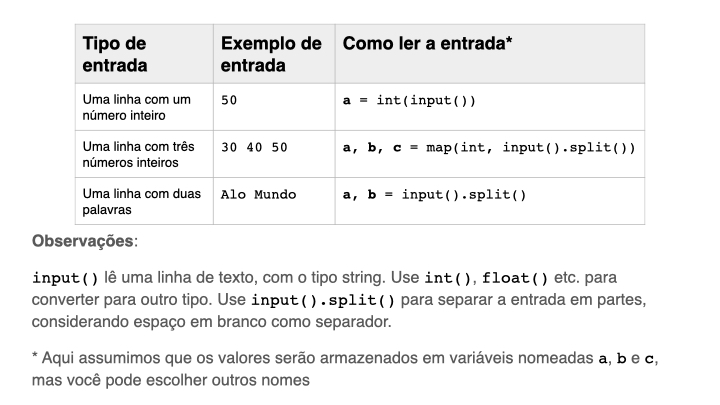 Tipo de entrada
Exemplo de entrada
Como ler a entrada*
Uma linha com um número inteiro
50
a = int(input())
Uma linha com três números inteiros
30 40 50
a, b, c = map(int, input().split())
Uma linha com duas palavras
Alo Mundo
a, b = input().split()
Observações:
input() lê uma linha de texto, com o tipo string. Use int(), float() etc. para
converter para outro tipo. Use input().split() para separar a entrada em partes,
considerando espaço em branco como separador.
* Aqui assumimos que os valores serão armazenados em variáveis nomeadas a, b e c,
mas você pode escolher outros nomes